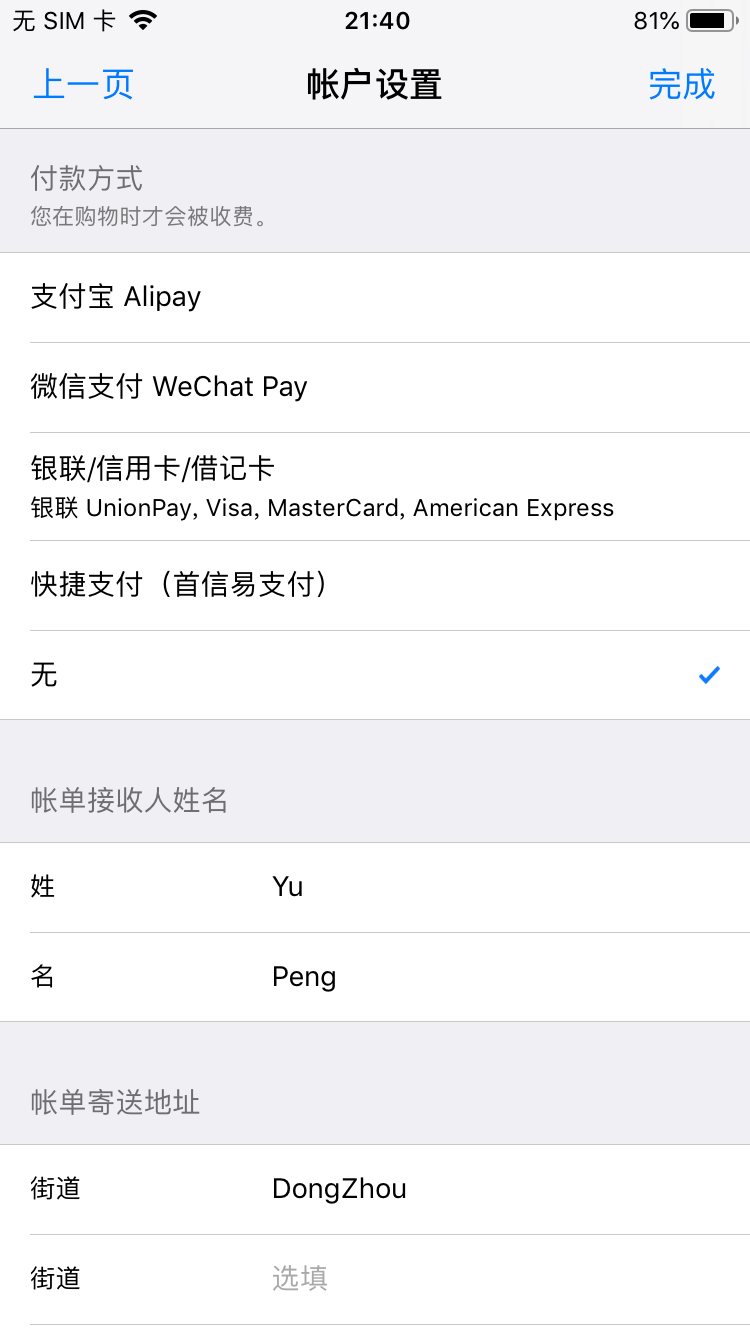 无 SIM 卡
21:40
81%
上一页
帐户设置
完成
付款方式
您在购物时才会被收费。
支付宝 Alipay
微信支付 WeChat Pay
银联/信用卡/借记卡
银联 UnionPay, Visa, MasterCard, American Express
快捷支付（首信易支付）
无
帐单接收人姓名
姓 Yu
名 Peng
帐单寄送地址
街道 DongZhou
街道 选填